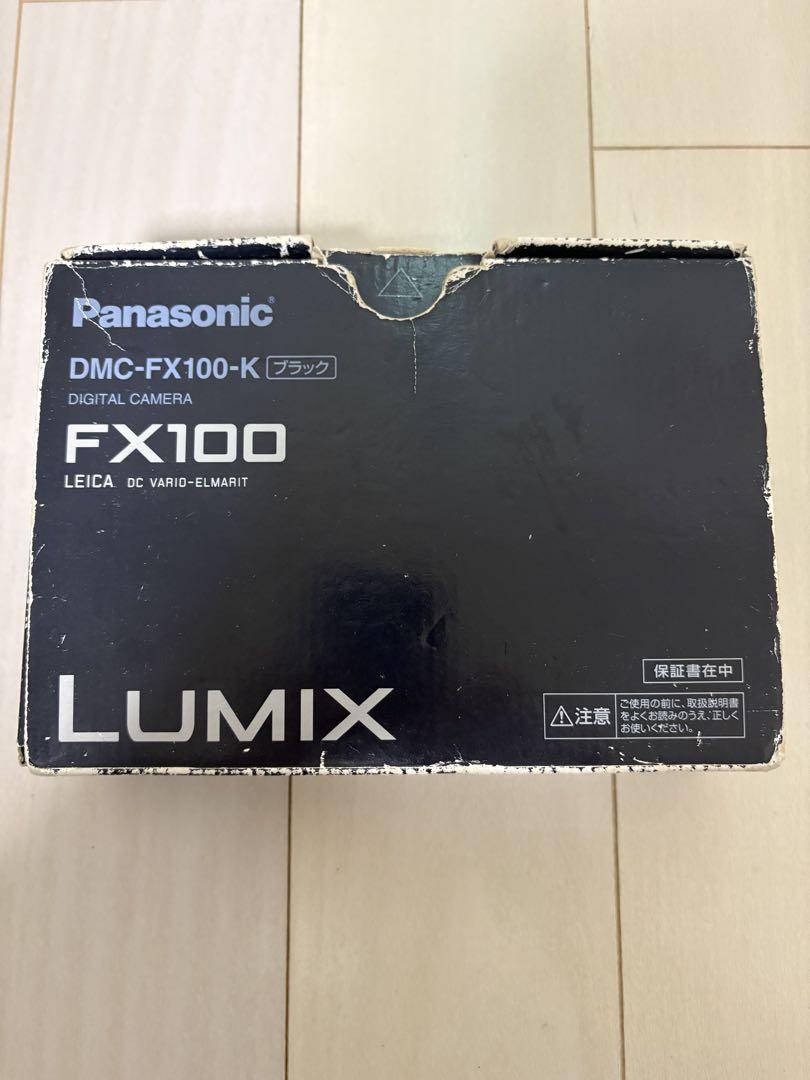 Panasonic®
DMC-FX100-K ブラック
DIGITAL CAMERA
FX100
LEICA DC VARIO-ELMARIT
LUMIX
保証書在中
注意
ご使用の前に、取扱説明書
をよくお読みのうえ、正しく
お使いください。